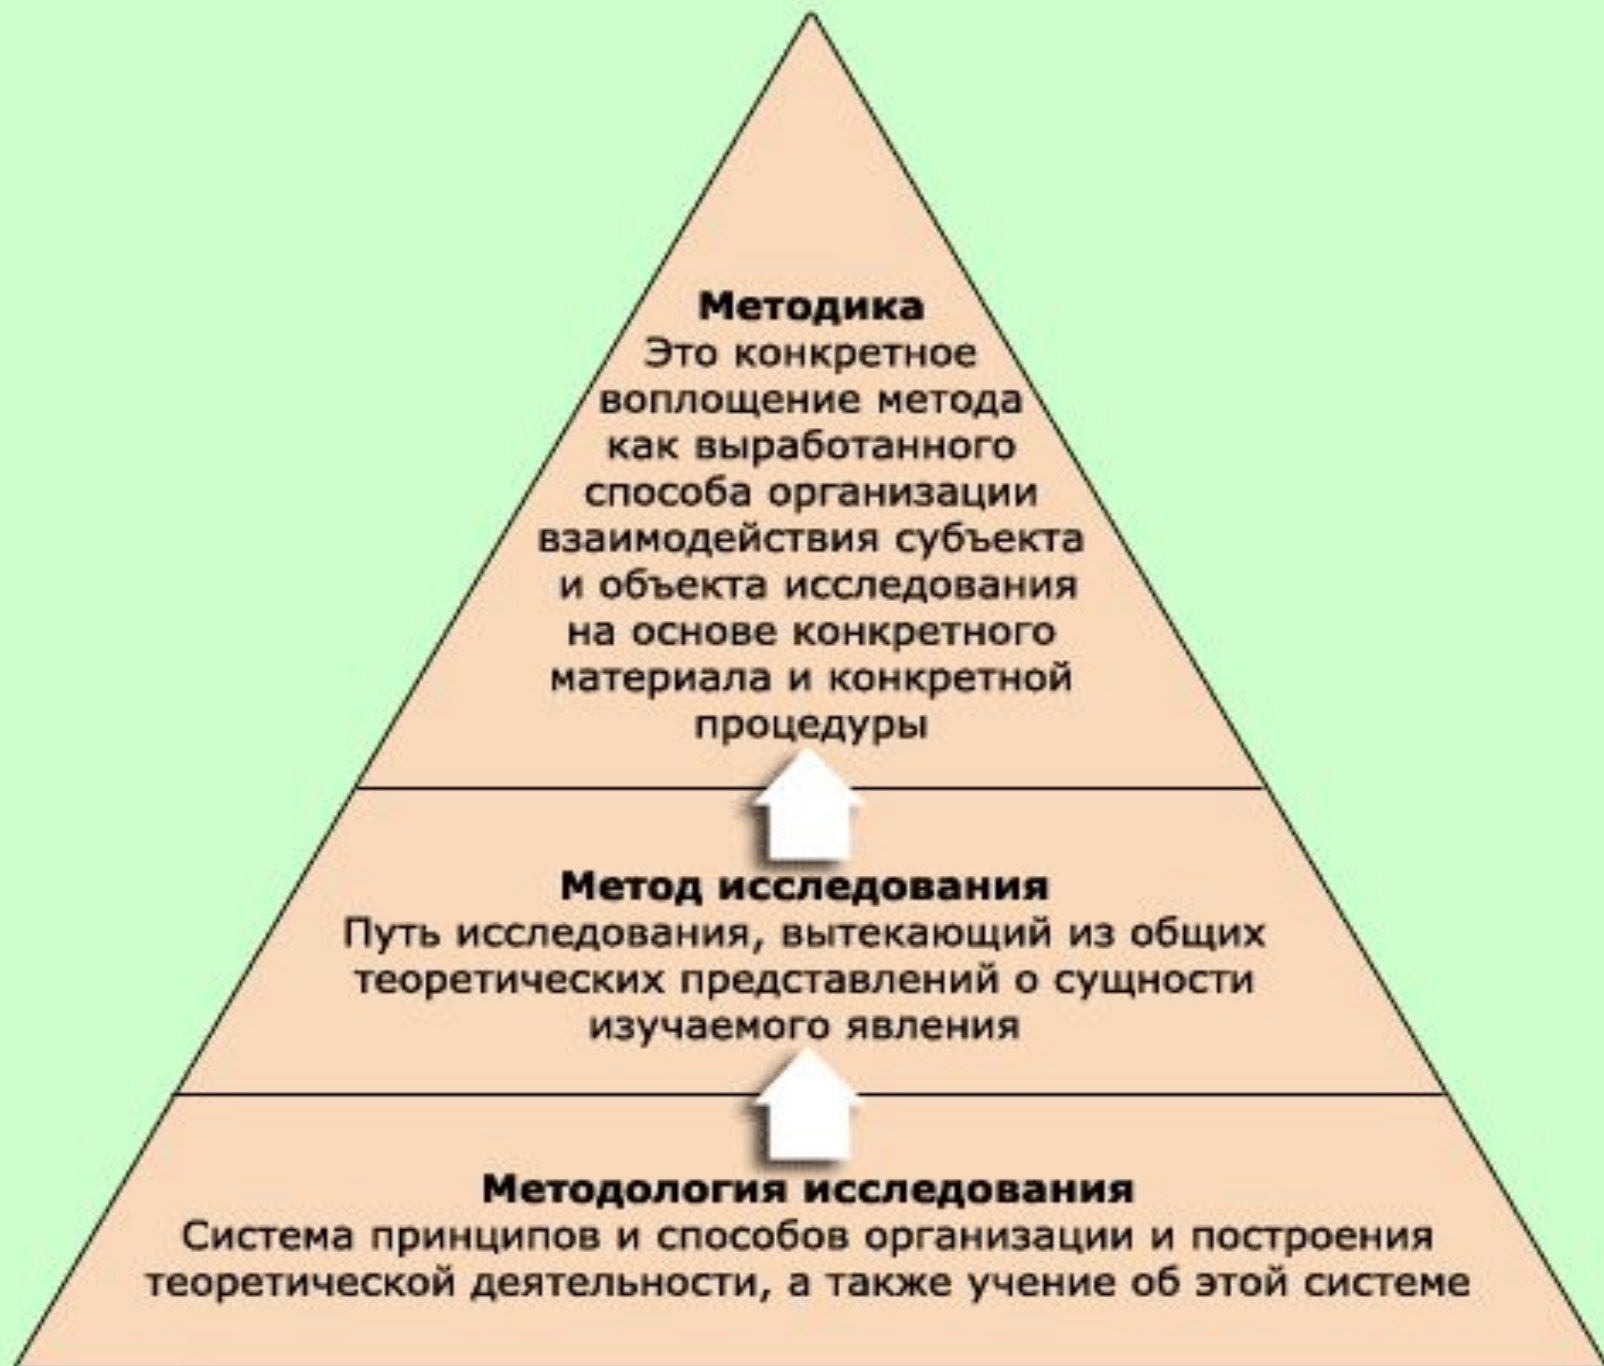 Методика
Это конкретное
воплощение метода
как выработанного
способа организации
взаимодействия субъекта
и объекта исследования
на основе конкретного
материала и конкретной
процедуры
Метод исследования
Путь исследования, вытекающий из общих
теоретических представлений о сущности
изучаемого явления
Методология исследования
Система принципов и способов организации и построения
теоретической деятельности, а также учение об этой системе